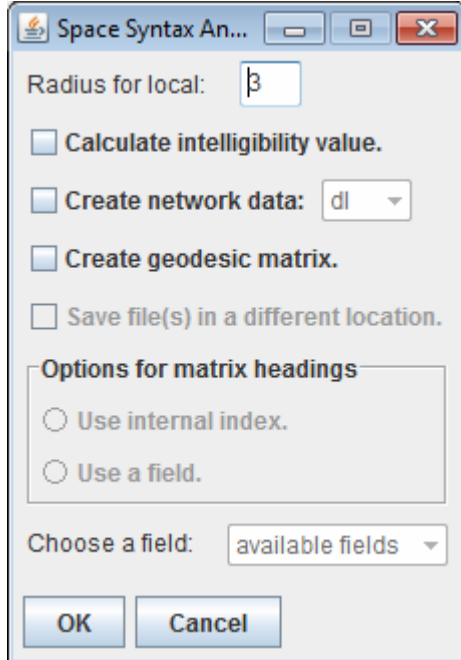 Space Syntax An...
Radius for local: 3
Calculate intelligibility value.
Create network data: dl
Create geodesic matrix.
Save file(s) in a different location.
Options for matrix headings
Use internal index.
Use a field.
Choose a field: available fields
OK Cancel